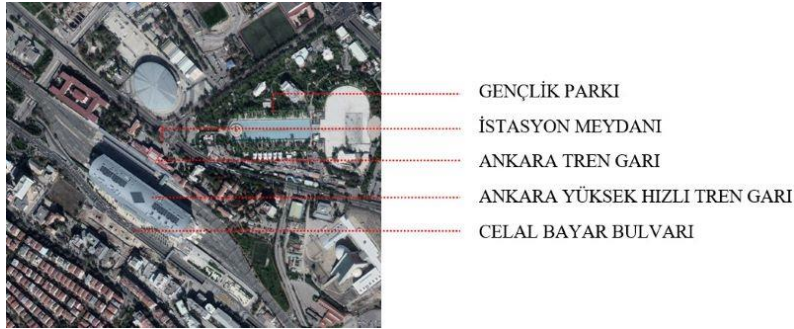 GENÇLİK PARKI
İSTASYON MEYDANI
ANKARA TREN GARI
ANKARA YÜKSEK HIZLI TREN GARI
CELAL BAYAR BULVARI